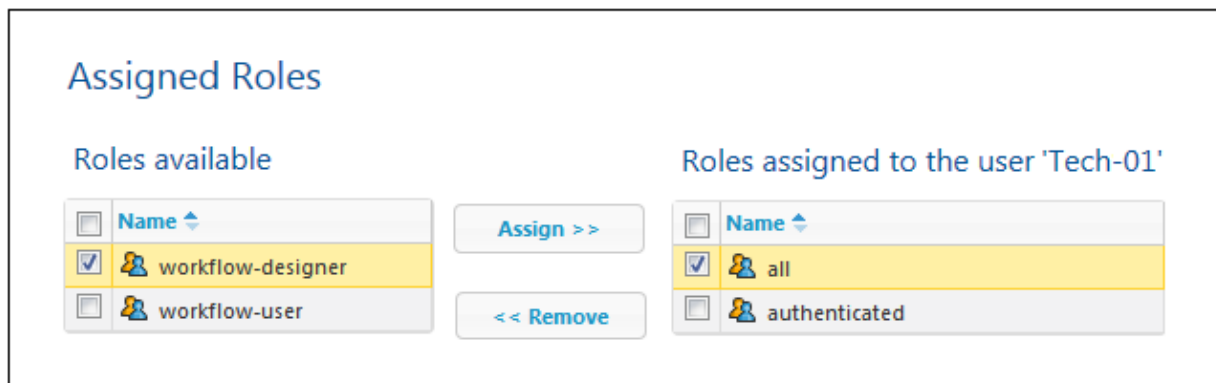 Assigned Roles
Roles available
Name
workflow-designer
workflow-user
Assign >>
<< Remove
Roles assigned to the user 'Tech-01'
Name
all
authenticated